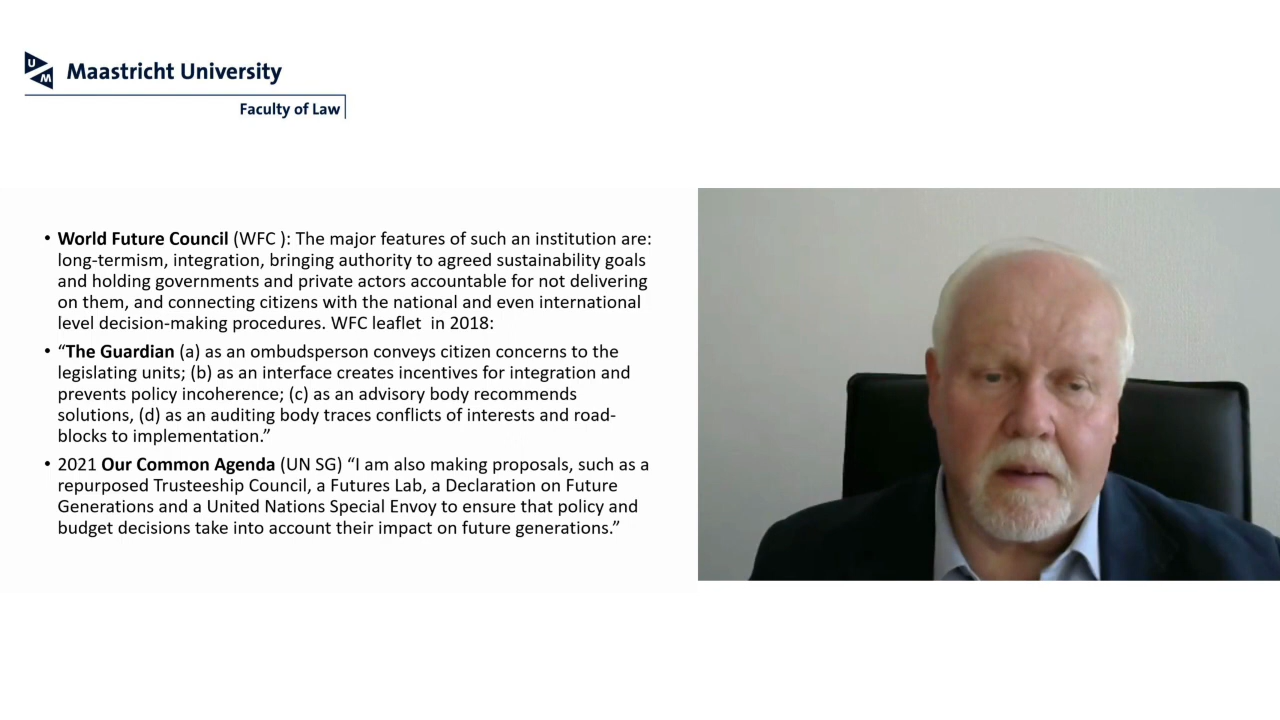 U
M
Maastricht University
Faculty of Law
• World Future Council (WFC ): The major features of such an institution are:
long-termism, integration, bringing authority to agreed sustainability goals
and holding governments and private actors accountable for not delivering
on them, and connecting citizens with the national and even international
level decision-making procedures. WFC leaflet  in 2018:
• “The Guardian (a) as an ombudsperson conveys citizen concerns to the
legislating units; (b) as an interface creates incentives for integration and
prevents policy incoherence; (c) as an advisory body recommends
solutions, (d) as an auditing body traces conflicts of interests and road-
blocks to implementation.”
• 2021 Our Common Agenda (UN SG) “I am also making proposals, such as a
repurposed Trusteeship Council, a Futures Lab, a Declaration on Future
Generations and a United Nations Special Envoy to ensure that policy and
budget decisions take into account their impact on future generations.”